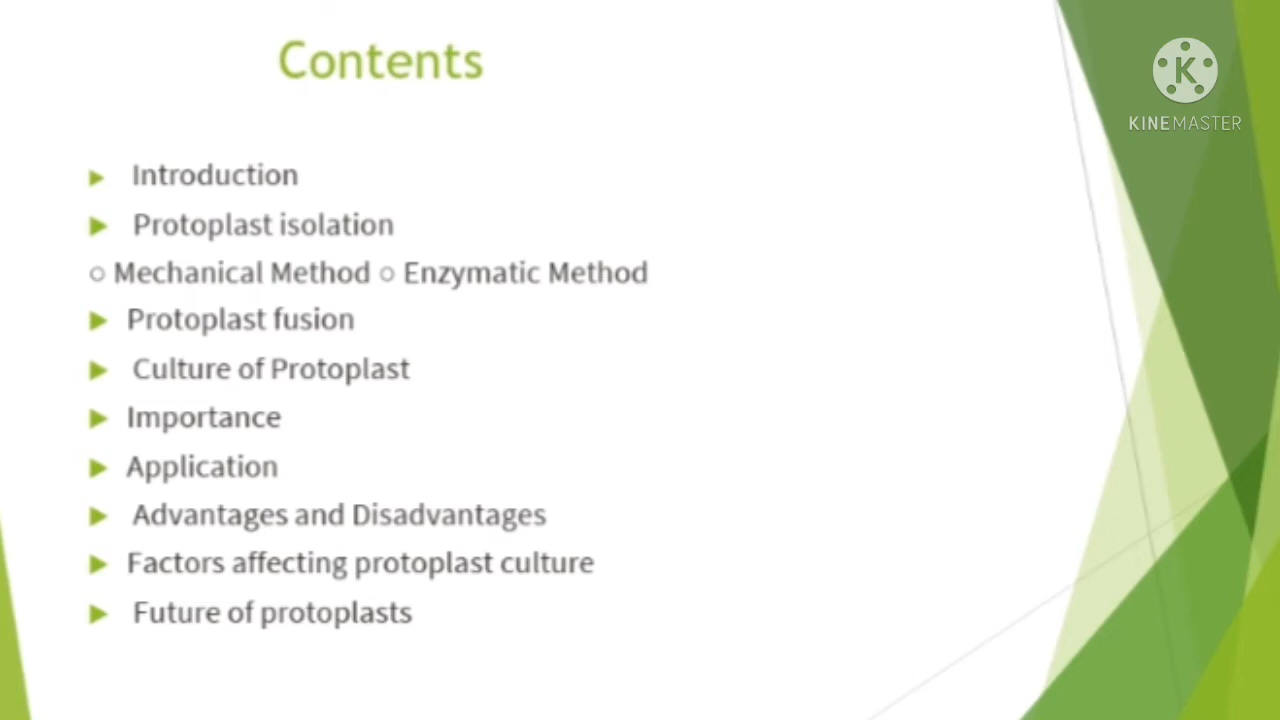 Contents
K
KINEMASTER
► Introduction
► Protoplast isolation
○ Mechanical Method ○ Enzymatic Method
► Protoplast fusion
► Culture of Protoplast
► Importance
► Application
► Advantages and Disadvantages
► Factors affecting protoplast culture
► Future of protoplasts